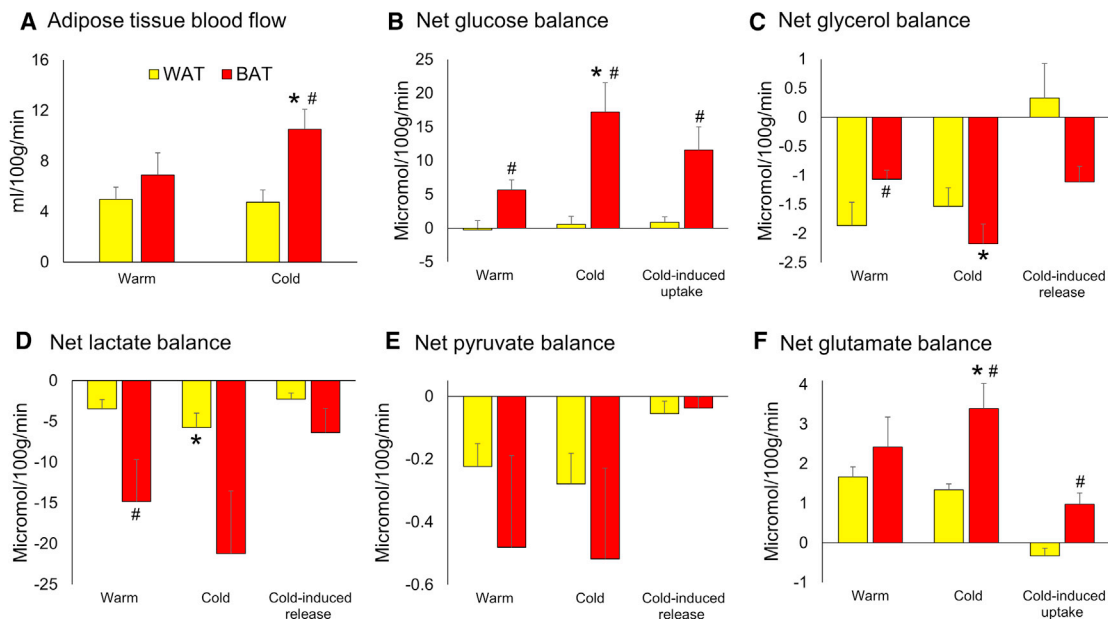 A Adipose tissue blood flow
ml/100g/min
16
12
8
4
0
WAT BAT
* #
Warm Cold
B Net glucose balance
Micromol/100g/min
25
20
15
10
5
0
-5
#
* #
#
Warm Cold Cold-induced
uptake
C Net glycerol balance
Micromol/100g/min
1
0.5
0
-0.5
-1
-1.5
-2
-2.5
#
*
Warm Cold Cold-induced
release
D Net lactate balance
Micromol/100g/min
0
-5
-10
-15
-20
-25
#
*
Warm Cold Cold-induced
release
E Net pyruvate balance
Micromol/100g/min
0
-0.2
-0.4
-0.6
Warm Cold Cold-induced
release
F Net glutamate balance
Micromol/100g/min
4
3
2
1
0
-1
* #
#
Warm Cold Cold-induced
uptake